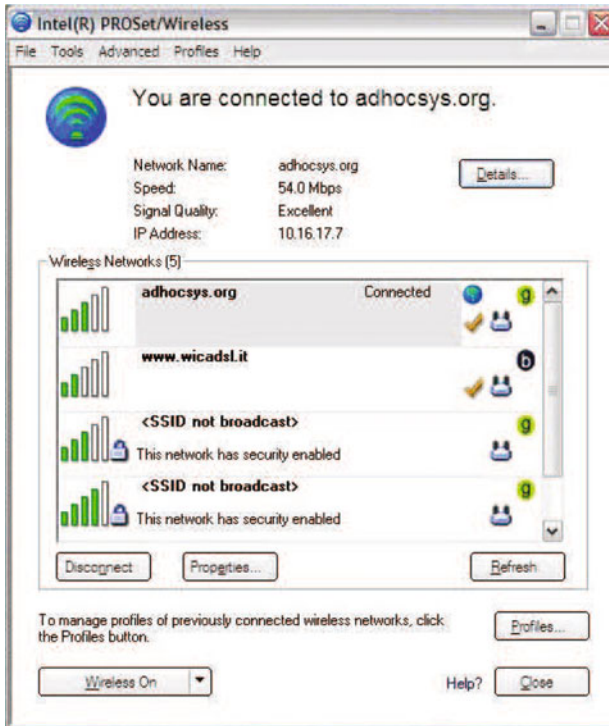 Intel(R) PROSet/Wireless
File Tools Advanced Profiles Help
You are connected to adhocsys.org.
Network Name: adhocsys.org
Details...
Speed: 54.0 Mbps
Signal Quality: Excellent
IP Address: 10.16.17.7
Wireless Networks (5)
adhocsys.org Connected g
www.wicadsl.it b
<SSID not broadcast> g
This network has security enabled
<SSID not broadcast> g
This network has security enabled
Disconnect Properties... Refresh
To manage profiles of previously connected wireless networks, click
the Profiles button.
Profiles...
Wireless On Help? Close